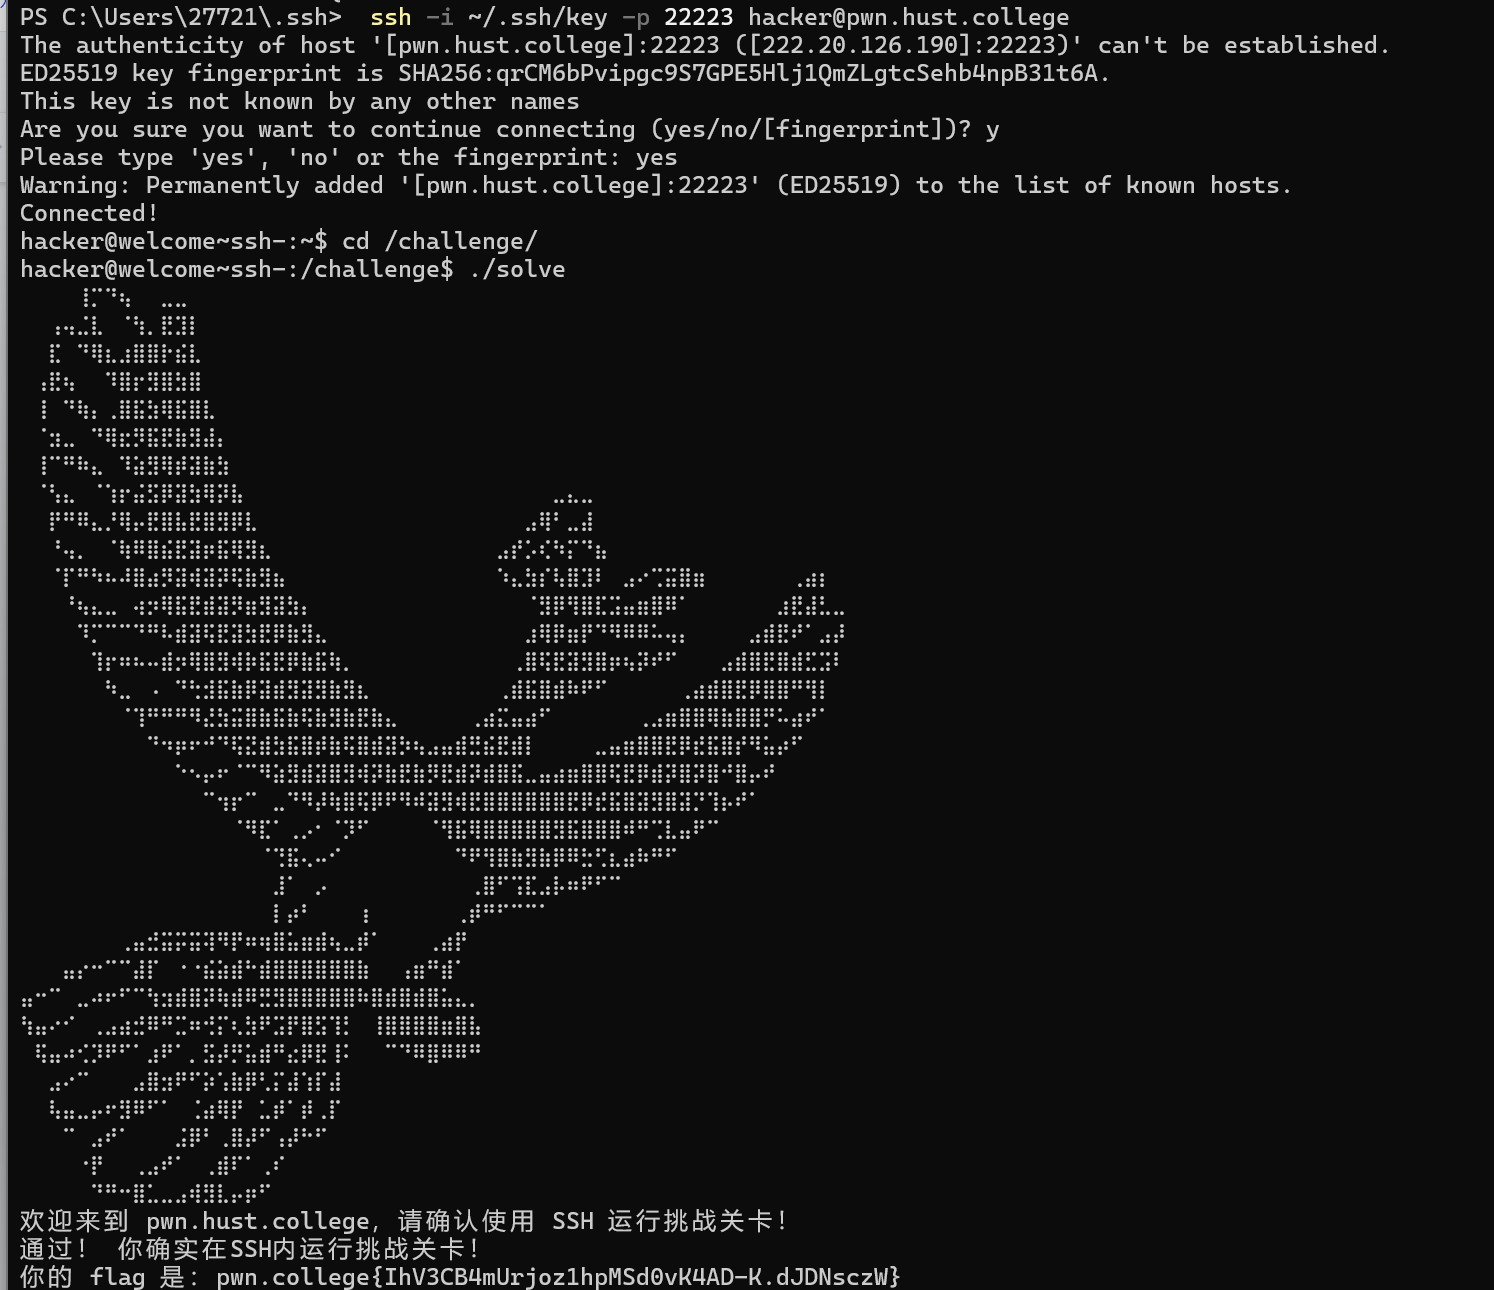 PS C:\Users\27721\.ssh>  ssh -i ~/.ssh/key -p 22223 hacker@pwn.hust.college
The authenticity of host '[pwn.hust.college]:22223 ([222.20.126.190]:22223)' can't be established.
ED25519 key fingerprint is SHA256:qrCM6bPvipgc9S7GPE5Hlj1QmZLgtcSehb4npB31t6A.
This key is not known by any other names
Are you sure you want to continue connecting (yes/no/[fingerprint])? y
Please type 'yes', 'no' or the fingerprint: yes
Warning: Permanently added '[pwn.hust.college]:22223' (ED25519) to the list of known hosts.
Connected!
hacker@welcome~ssh-:~$ cd /challenge/
hacker@welcome~ssh-:/challenge$ ./solve
欢迎来到 pwn.hust.college, 请确认使用 SSH 运行挑战关卡!
通过! 你确实在SSH内运行挑战关卡!
你的 flag 是: pwn.college{IhV3CB4mUrjoz1hpMSd0vK4AD-K.dJDNsczW}